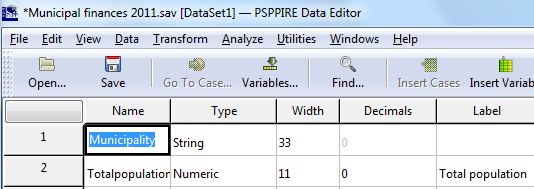 *Municipal finances 2011.sav [DataSet1] — PSPPIRE Data Editor
File Edit View Data Transform Analyze Utilities Windows Help
Open... Save Go To Case... Variables... Find... Insert Cases Insert Variab
Name Type Width Decimals Label
1 Municipality String 33 0
2 Totalpopulation Numeric 11 0 Total population